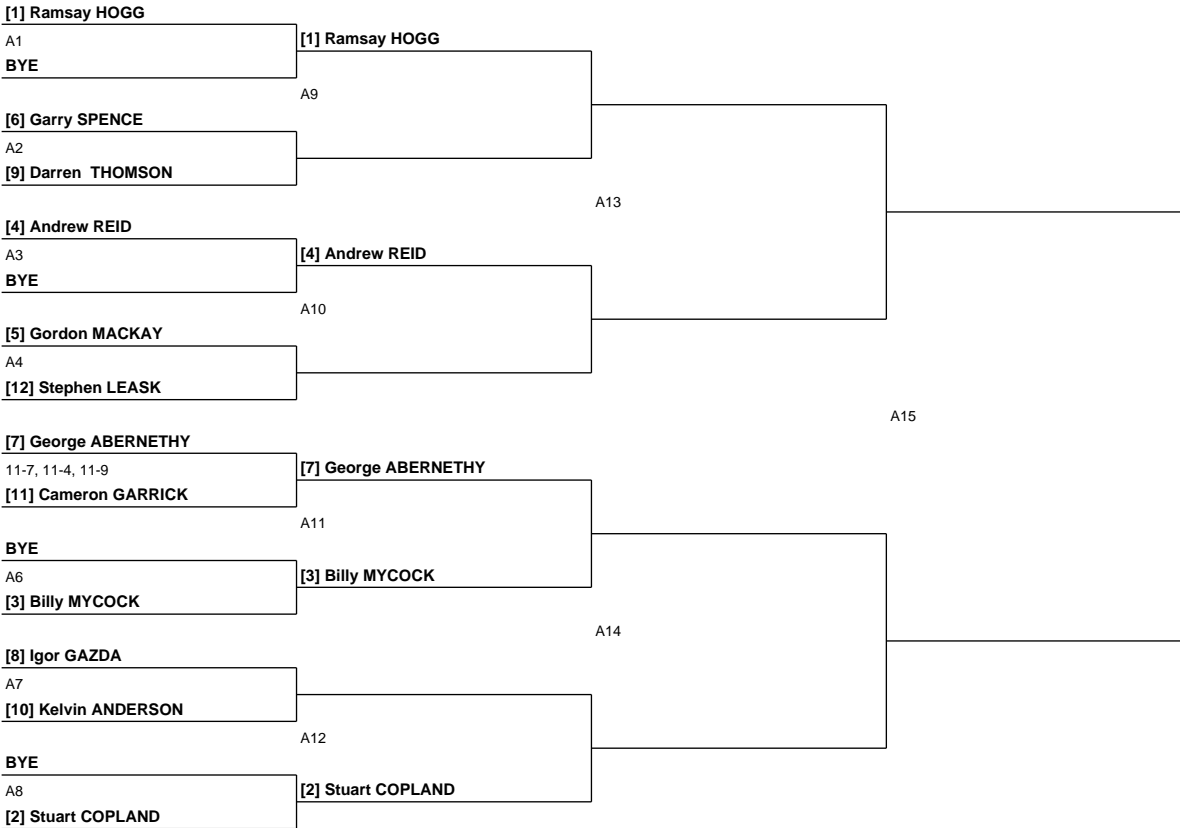 [1] Ramsay HOGG
A1
BYE
[1] Ramsay HOGG
A9
[6] Garry SPENCE
A2
[9] Darren  THOMSON
A13
[4] Andrew REID
A3
BYE
[4] Andrew REID
A10
[5] Gordon MACKAY
A4
[12] Stephen LEASK
A15
[7] George ABERNETHY
11-7, 11-4, 11-9
[11] Cameron GARRICK
[7] George ABERNETHY
A11
BYE
A6
[3] Billy MYCOCK
[3] Billy MYCOCK
A14
[8] Igor GAZDA
A7
[10] Kelvin ANDERSON
A12
BYE
A8
[2] Stuart COPLAND
[2] Stuart COPLAND